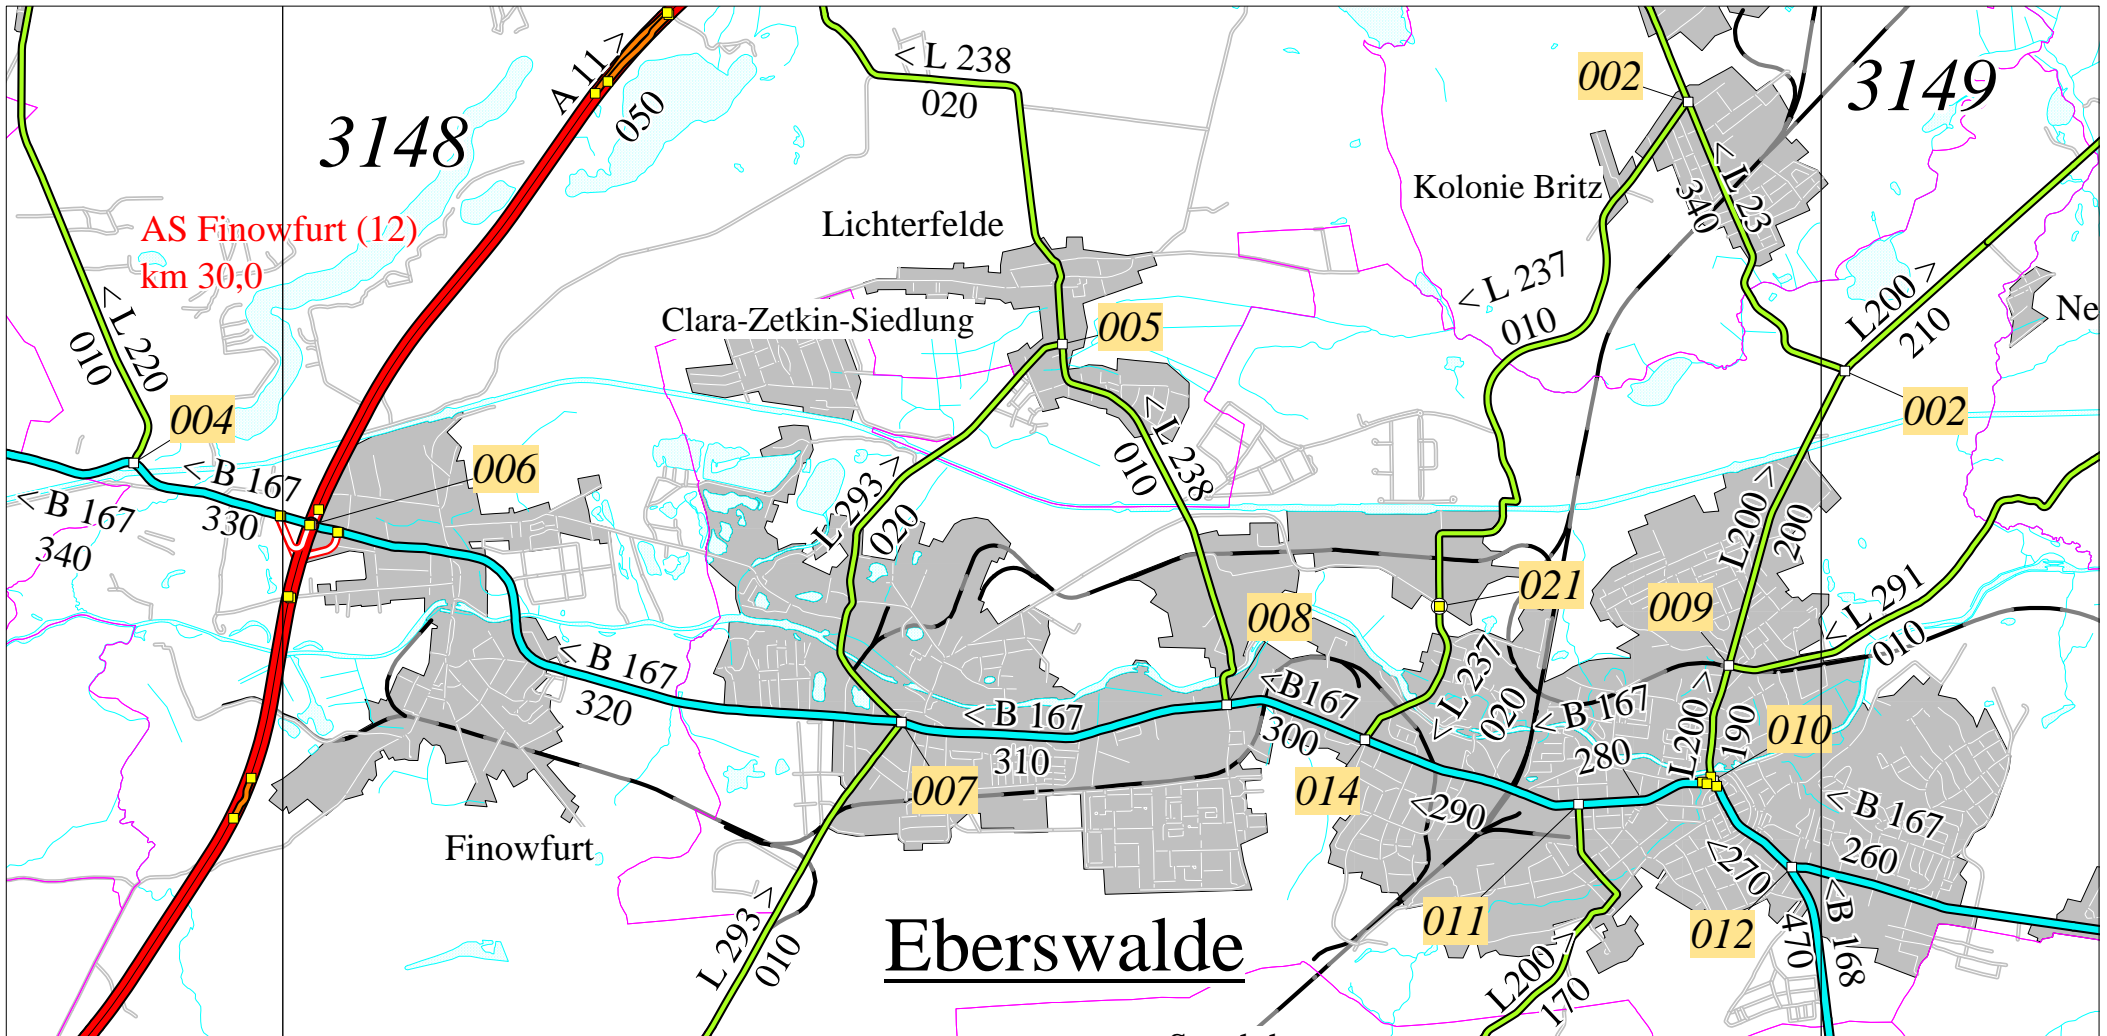 < L 238
020
A 11 >
050
002
3149
3148
Kolonie Britz
< L 23
340
AS Finowfurt (12)
km 30,0
Lichterfelde
< L 237
010
L200 >
210
Ne
< L 220
010
Clara-Zetkin-Siedlung
005
004
002
< B 167
330
006
< B 167
340
L 293 >
020
< L 238
010
L200 >
200
021
009
008
< L 291
010
< B 167
320
< B 167
310
<B167
300
< L 237
020
< B 167
280
L200 >
190
010
007
014
<290
< B 167
260
<270
Finowfurt
L 293 >
010
Eberswalde
011
012
< B 168
470
L200 >
170